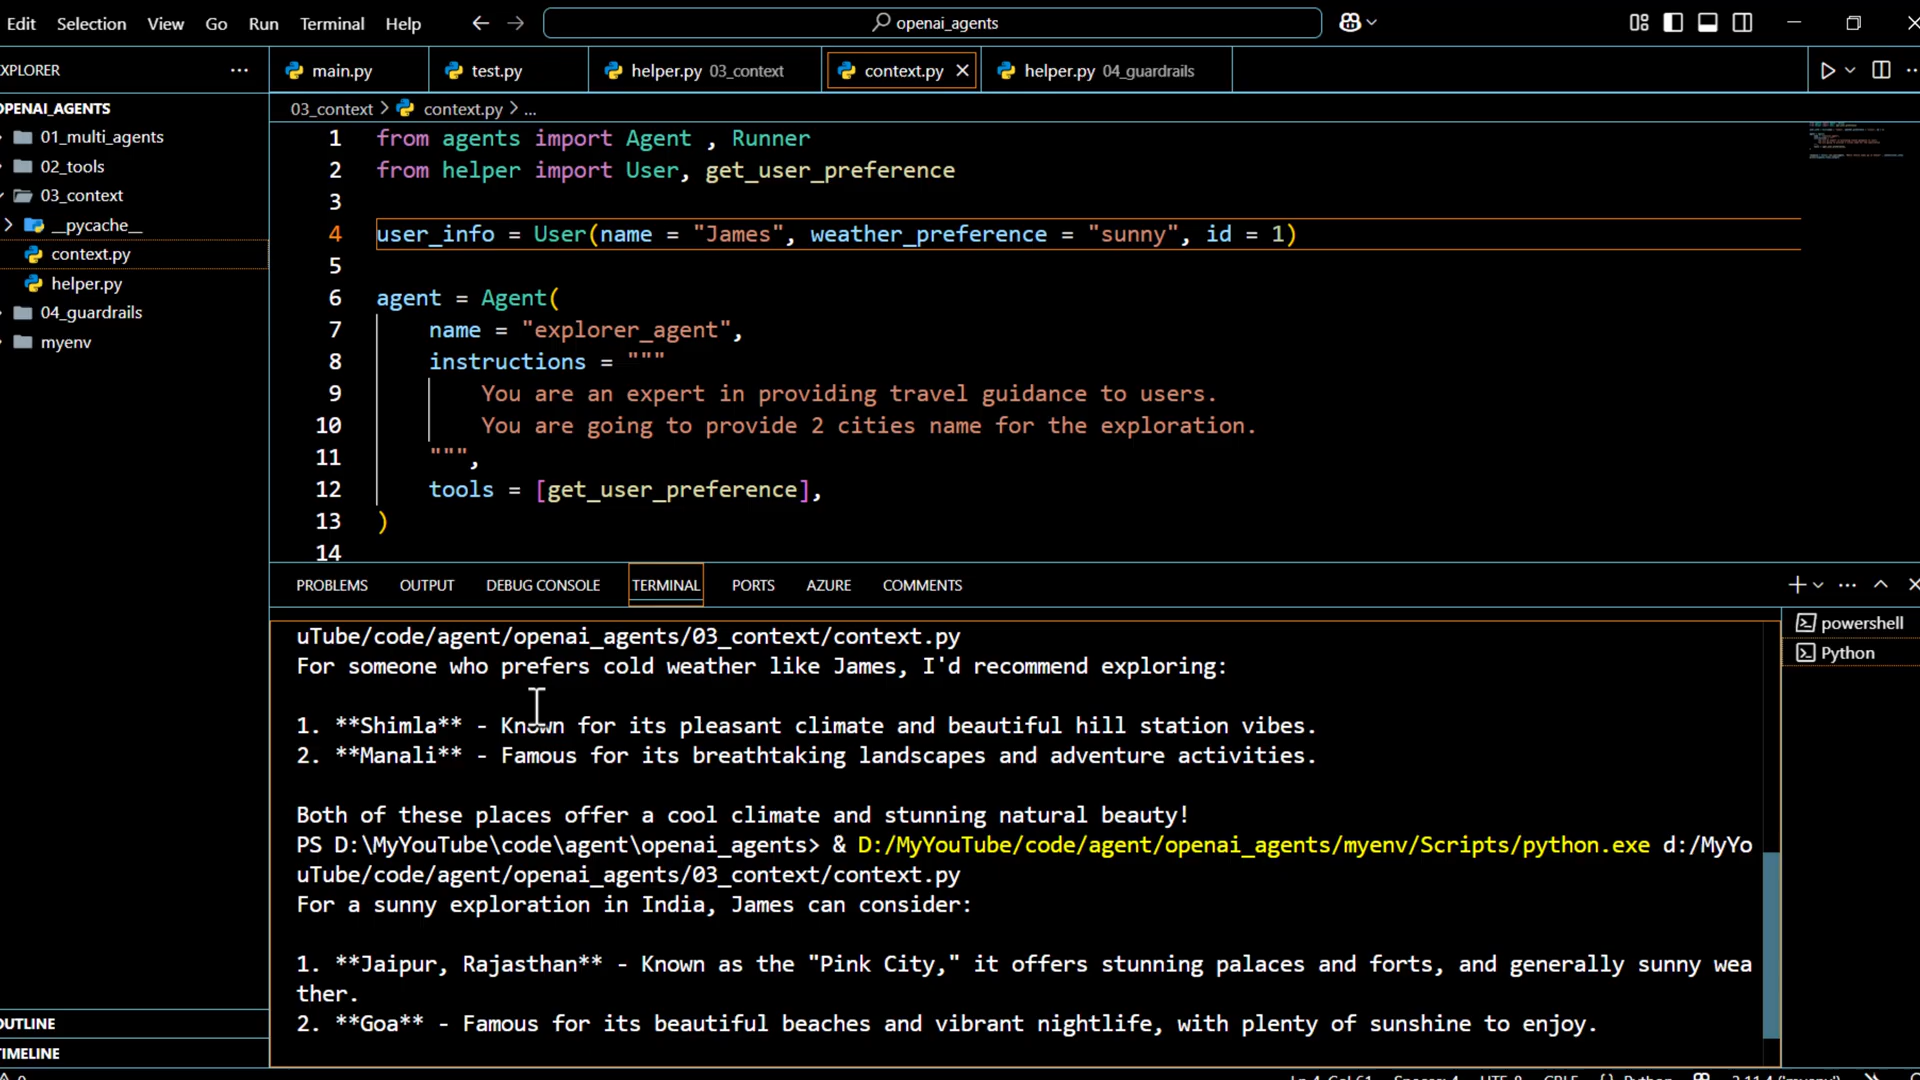 Edit Selection View Go Run Terminal Help openai_agents
XPLORER
main.py test.py helper.py 03_context context.py helper.py 04_guardrails
OPENAI_AGENTS
01_multi_agents
02_tools
03_context
__pycache__
context.py
helper.py
04_guardrails
myenv
OUTLINE
TIMELINE
03_context > context.py > ...
1 from agents import Agent , Runner
2 from helper import User, get_user_preference
3
4 user_info = User(name = "James", weather_preference = "sunny", id = 1)
5
6 agent = Agent(
7 name = "explorer_agent",
8 instructions = """
9 You are an expert in providing travel guidance to users.
10 You are going to provide 2 cities name for the exploration.
11 """,
12 tools = [get_user_preference],
13 )
14
PROBLEMS OUTPUT DEBUG CONSOLE TERMINAL PORTS AZURE COMMENTS
uTube/code/agent/openai_agents/03_context/context.py
For someone who prefers cold weather like James, I'd recommend exploring:
1. **Shimla** - Known for its pleasant climate and beautiful hill station vibes.
2. **Manali** - Famous for its breathtaking landscapes and adventure activities.
Both of these places offer a cool climate and stunning natural beauty!
PS D:\MyYouTube\code\agent\openai_agents> & D:/MyYouTube/code/agent/openai_agents/myenv/Scripts/python.exe d:/MyYo
uTube/code/agent/openai_agents/03_context/context.py
For a sunny exploration in India, James can consider:
1. **Jaipur, Rajasthan** - Known as the "Pink City," it offers stunning palaces and forts, and generally sunny wea
ther.
2. **Goa** - Famous for its beautiful beaches and vibrant nightlife, with plenty of sunshine to enjoy.
powershell
Python